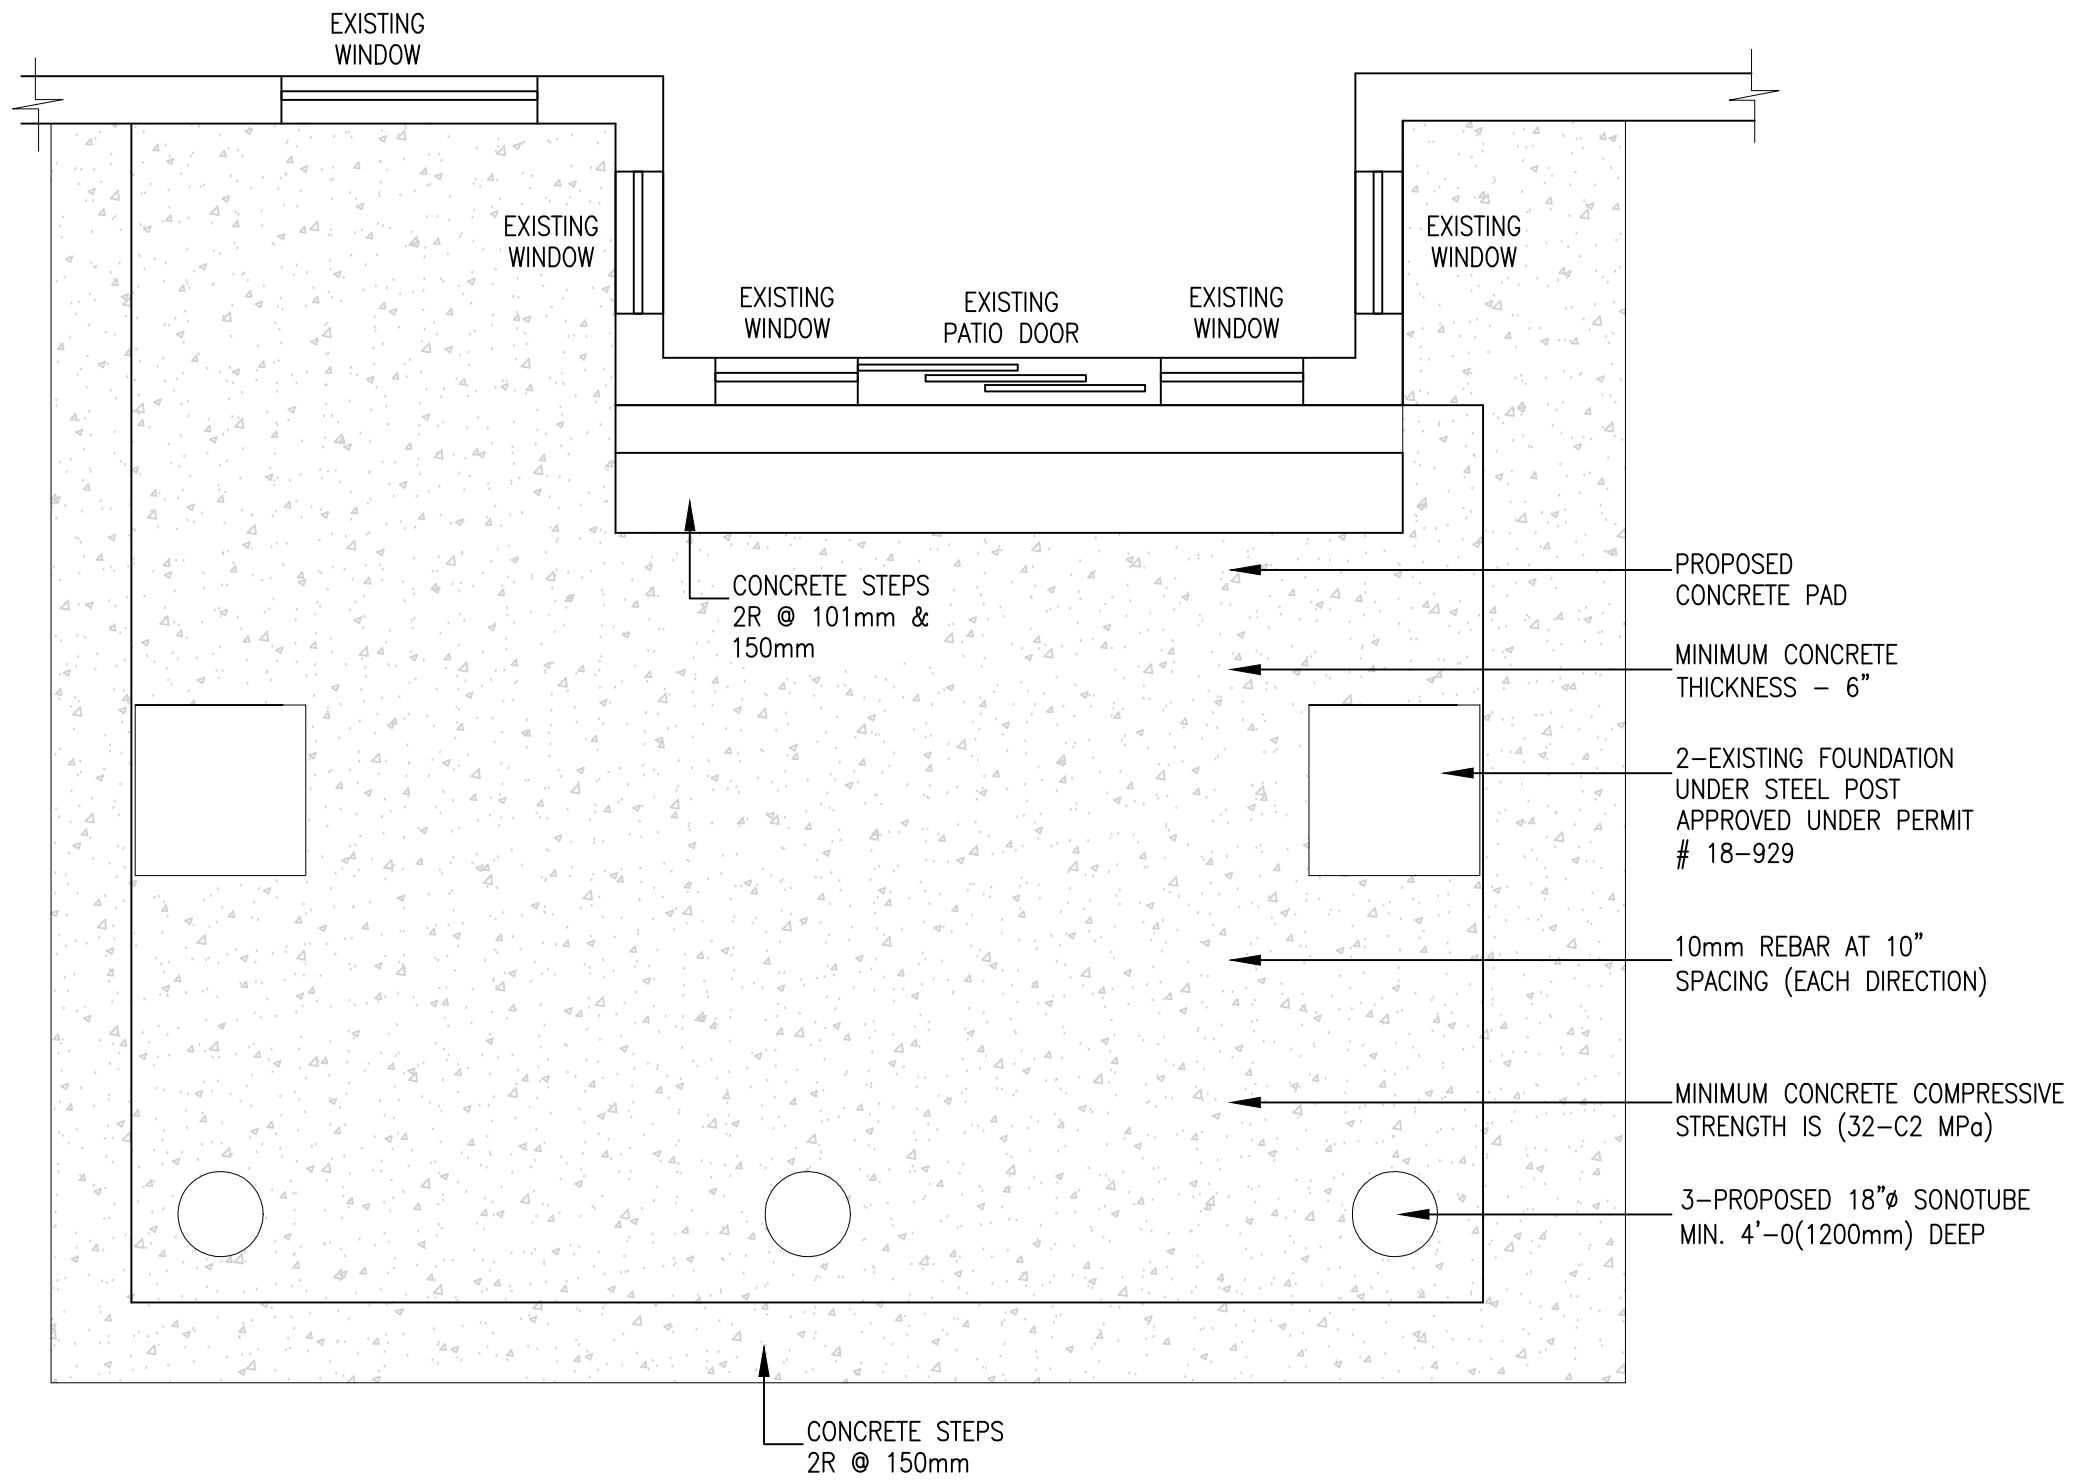 EXISTING
WINDOW
EXISTING
WINDOW
EXISTING
WINDOW
EXISTING
WINDOW
EXISTING
PATIO DOOR
EXISTING
WINDOW
CONCRETE STEPS
2R @ 101mm &
150mm
PROPOSED
CONCRETE PAD
MINIMUM CONCRETE
THICKNESS – 6”
2–EXISTING FOUNDATION
UNDER STEEL POST
APPROVED UNDER PERMIT
# 18–929
10mm REBAR AT 10”
SPACING (EACH DIRECTION)
MINIMUM CONCRETE COMPRESSIVE
STRENGTH IS (32–C2 MPa)
3–PROPOSED 18”ø SONOTUBE
MIN. 4’–0(1200mm) DEEP
CONCRETE STEPS
2R @ 150mm